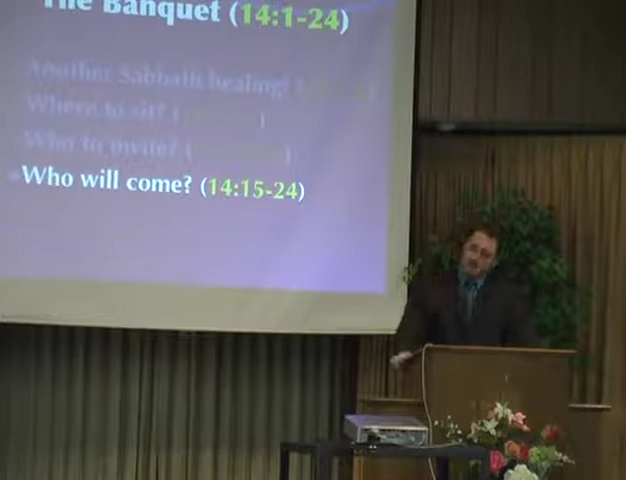 The Banquet (14:1-24)
Another Sabbath healing!
Where to sit? (
Who to invite? (
Who will come? (14:15-24)